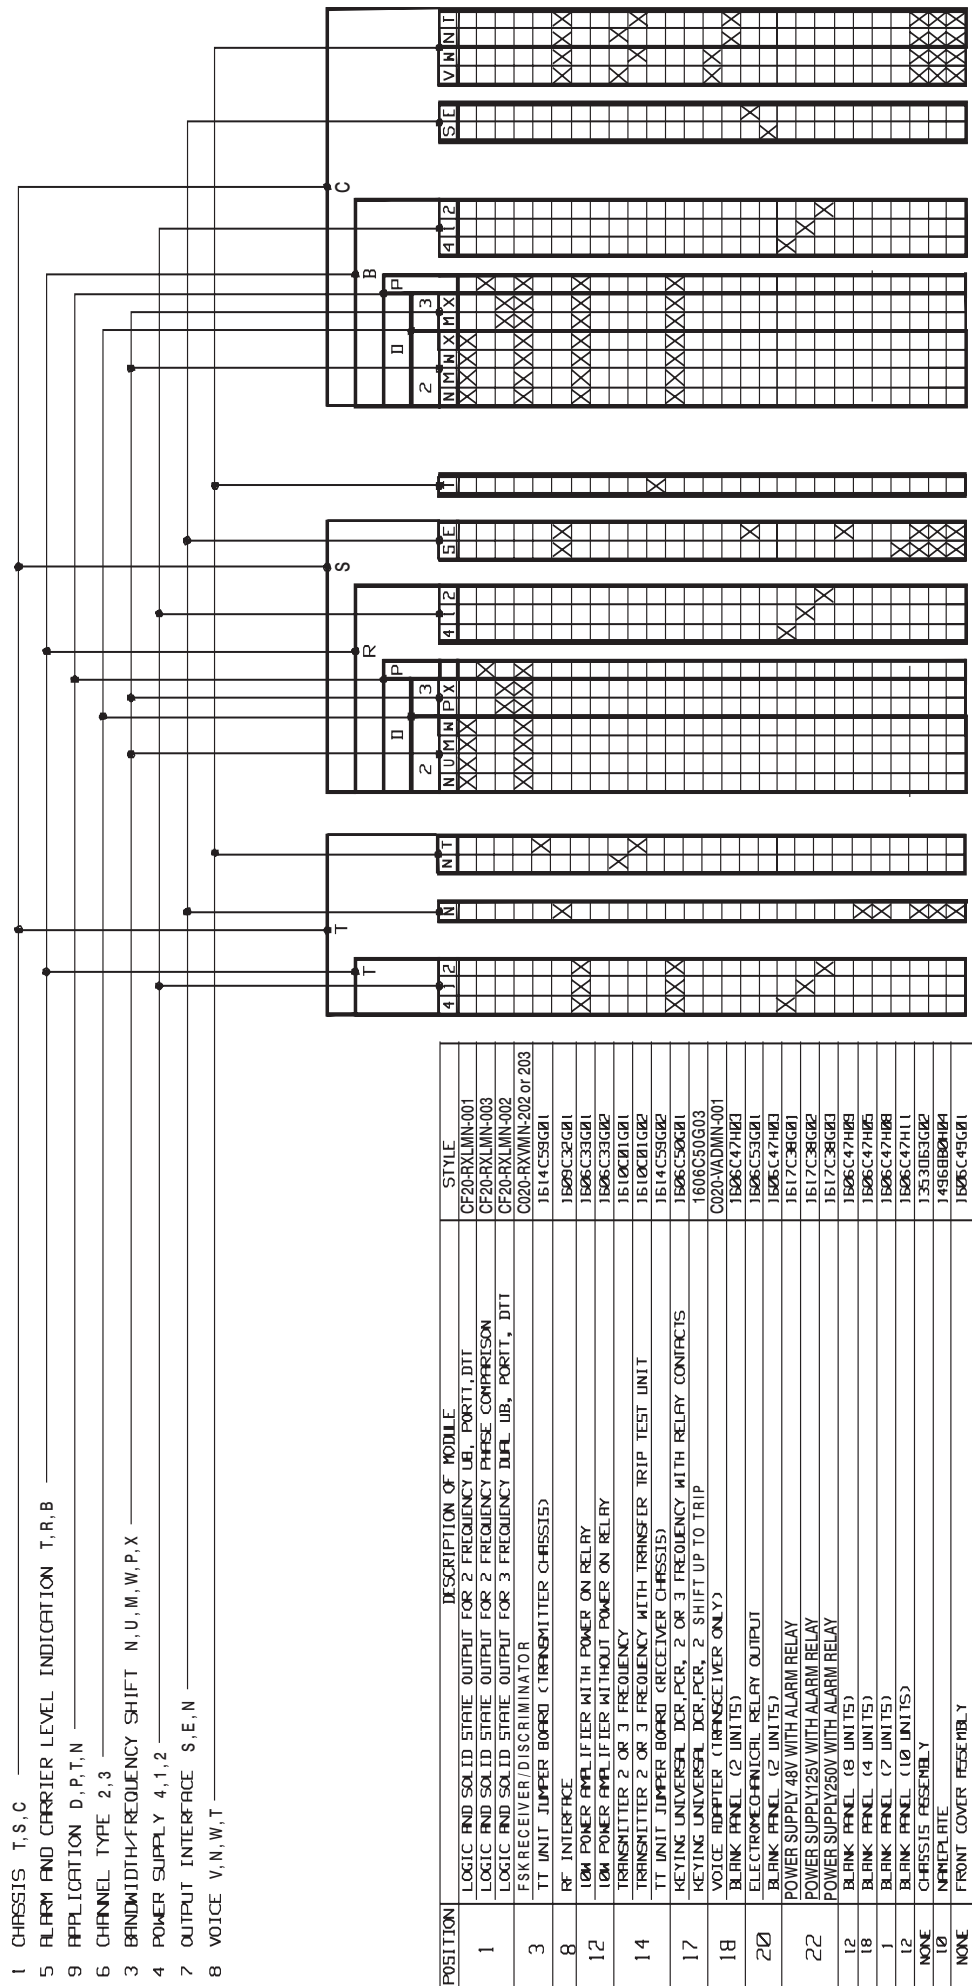 1 CHASSIS T,S,C
5 ALARM AND CARRIER LEVEL INDICATION T,R,B
9 APPLICATION D,P,T,N
6 CHANNEL TYPE 2,3
3 BANDWIDTH/FREQUENCY SHIFT N,U,M,W,P,X
4 POWER SUPPLY 4,1,2
7 OUTPUT INTERFACE S,E,N
8 VOICE V,N,W,T
POSITION DESCRIPTION OF MODULE STYLE
1 LOGIC AND SOLID STATE OUTPUT FOR 2 FREQUENCY UB, POTT, DTT CF20-RXLMN-001
LOGIC AND SOLID STATE OUTPUT FOR 2 FREQUENCY PHASE COMPARISON CF20-RXLMN-003
LOGIC AND SOLID STATE OUTPUT FOR 3 FREQUENCY DUAL UB, POTT, DTT CF20-RXLMN-002
FSK RECEIVER/DISCRIMINATOR C020-RXVMN-202 or 203
3 TT UNIT JUMPER BOARD (TRANSMITTER CHASSIS) 1614C59G01
8 RF INTERFACE 1609C32G01
12 10W POWER AMPLIFIER WITH POWER ON RELAY 1606C33G01
10W POWER AMPLIFIER WITHOUT POWER ON RELAY 1606C33G02
14 TRANSMITTER 2 OR 3 FREQUENCY 1610C01G01
TRANSMITTER 2 OR 3 FREQUENCY WITH TRANSFER TRIP TEST UNIT 1610C01G02
TT UNIT JUMPER BOARD (RECEIVER CHASSIS) 1614C59G02
17 KEYING UNIVERSAL DCR,PCR, 2 OR 3 FREQUENCY WITH RELAY CONTACTS 1606C50G01
KEYING UNIVERSAL DCR,PCR, 2 SHIFT UP TO TRIP 1606C50G03
18 VOICE ADAPTER (TRANSCEIVER ONLY) C020-VADMN-001
BLANK PANEL (2 UNITS) 1606C47H03
20 ELECTROMECHANICAL RELAY OUTPUT 1606C53G01
BLANK PANEL (2 UNITS) 1606C47H03
22 POWER SUPPLY 48V WITH ALARM RELAY 1617C38G01
POWER SUPPLY125V WITH ALARM RELAY 1617C38G02
POWER SUPPLY250V WITH ALARM RELAY 1617C38G03
12 BLANK PANEL (8 UNITS) 1606C47H09
18 BLANK PANEL (4 UNITS) 1606C47H05
1 BLANK PANEL (7 UNITS) 1606C47H08
12 BLANK PANEL (10 UNITS) 1606C47H11
NONE CHASSIS ASSEMBLY 1353D63G02
10 NAMEPLATE 1496B80H04
NONE FRONT COVER ASSEMBLY 1606C49G01
T
T
4 1 2
N
N T
S
R
D P
2 3
N U M W P X
4 1 2
S E
T
C
B
D P
2 3
N M W X M X
4 1 2
S E
V W N T